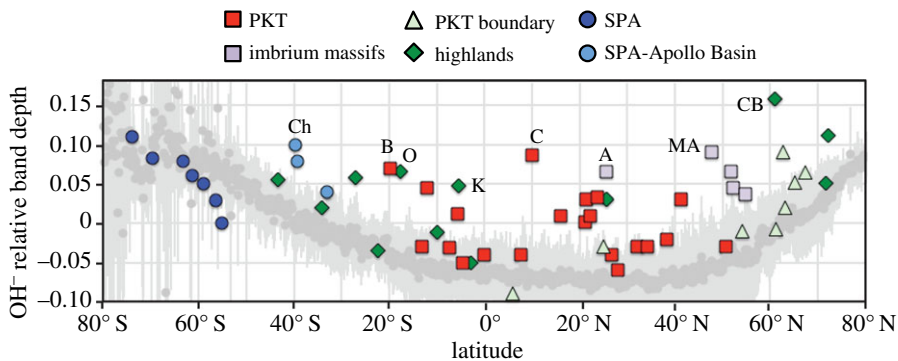 PKT
PKT boundary
SPA
imbrium massifs
highlands
SPA-Apollo Basin
OH⁻ relative band depth
0.15
0.10
0.05
0
−0.05
−0.10
Ch
B
O
K
C
A
MA
CB
80° S
60° S
40° S
20° S
0°
20° N
40° N
60° N
80° N
latitude